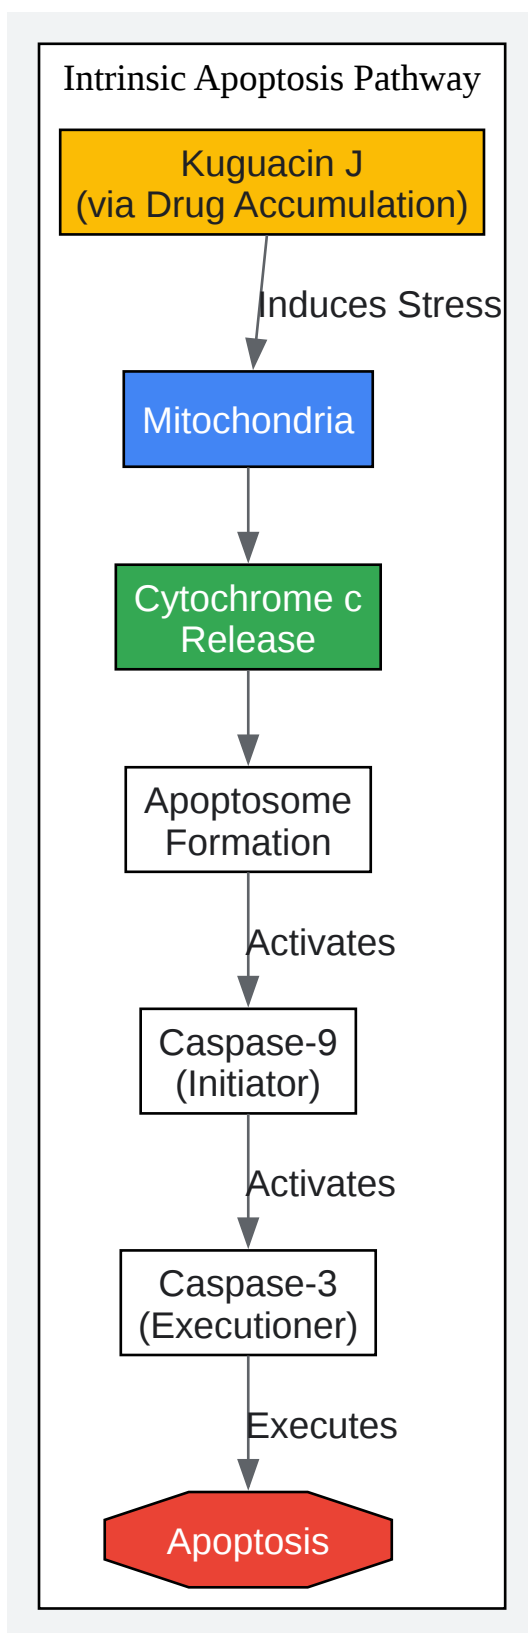 Intrinsic Apoptosis Pathway
Kuguacin J
(via Drug Accumulation)
Induces Stress
Mitochondria
Cytochrome c
Release
Apoptosome
Formation
Activates
Caspase-9
(Initiator)
Activates
Caspase-3
(Executioner)
Executes
Apoptosis